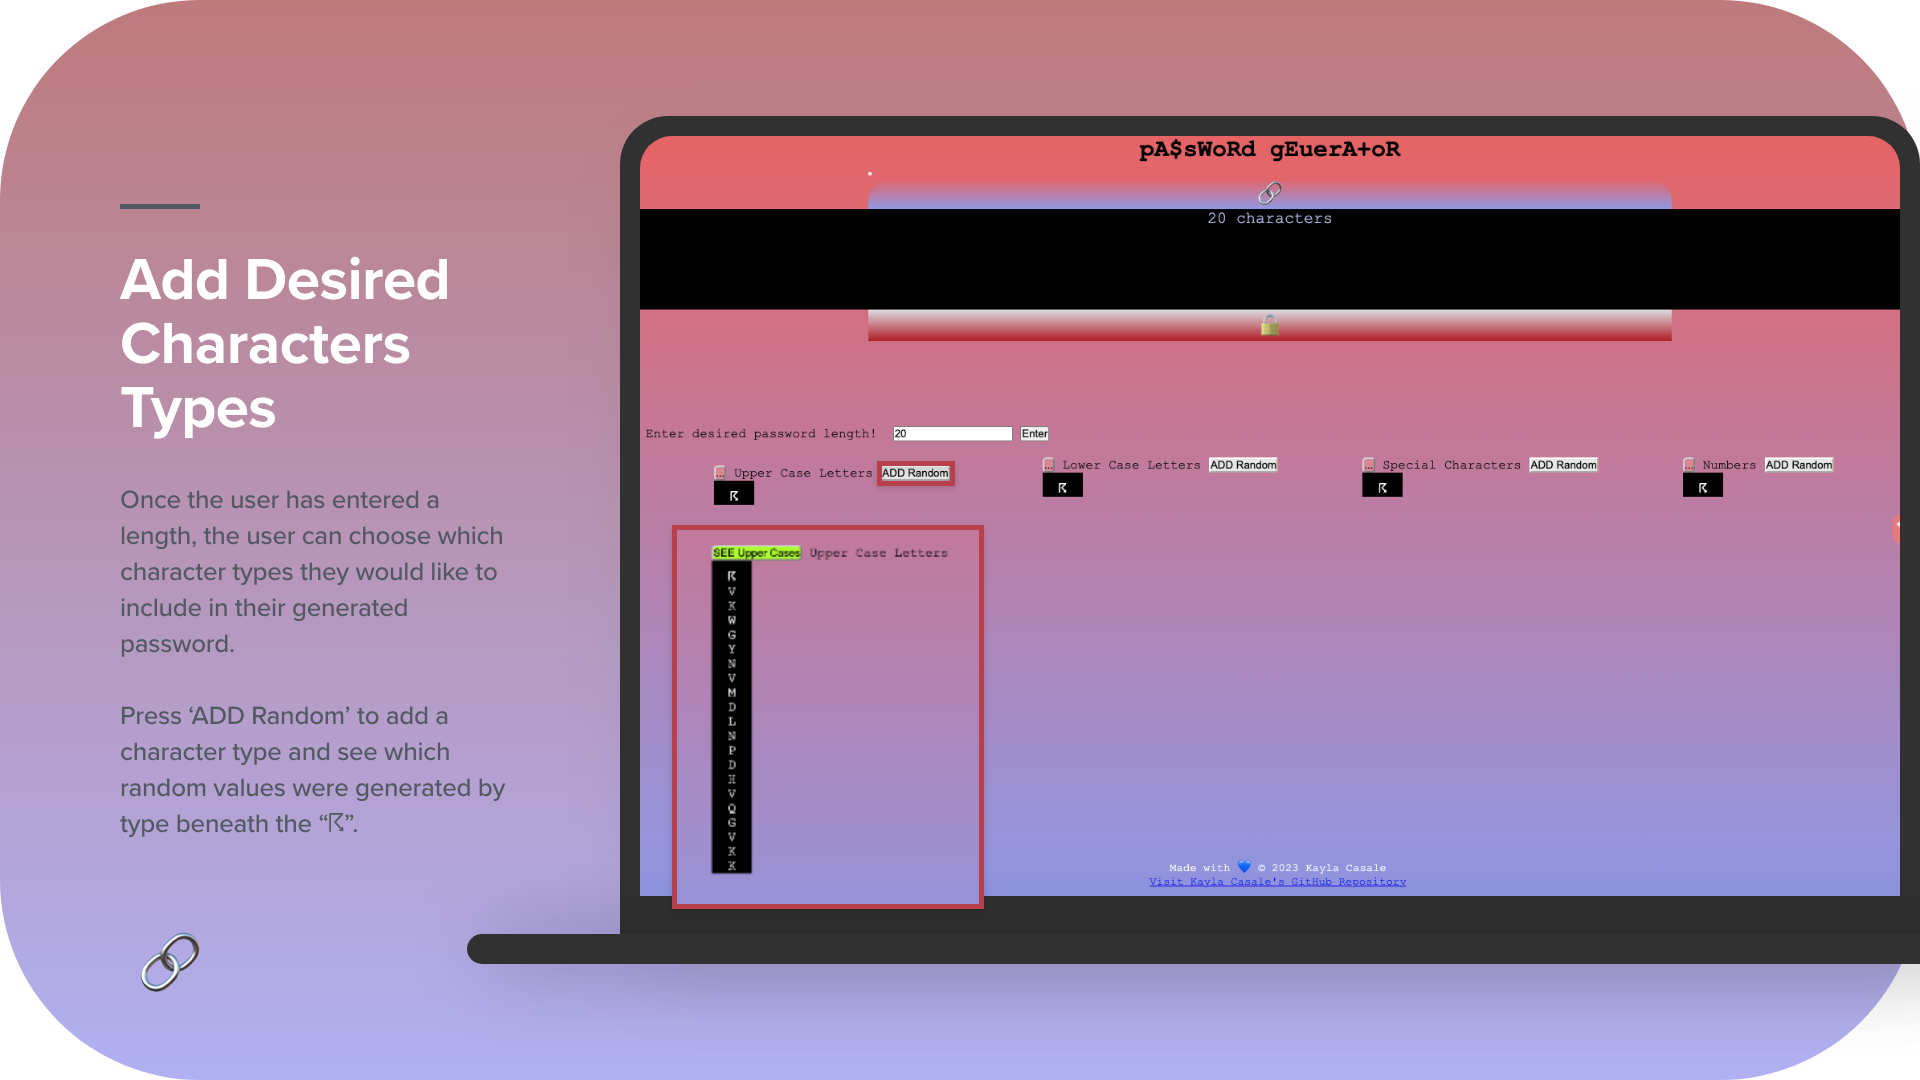 Add Desired
Characters
Types
Once the user has entered a
length, the user can choose which
character types they would like to
include in their generated
password.
Press ‘ADD Random’ to add a
character type and see which
random values were generated by
type beneath the “☈”.
pA$sWoRd gEuerA+oR
20 characters
Enter desired password length! 20 Enter
... Upper Case Letters ADD Random
☈
... Lower Case Letters ADD Random
☈
... Special Characters ADD Random
☈
... Numbers ADD Random
☈
SEE Upper Cases Upper Case Letters
☈
V
K
W
G
Y
N
V
M
D
L
N
P
D
H
V
Q
G
V
K
K
Made with 💙 © 2023 Kayla Casale
Visit Kayla Casale's GitHub Repository